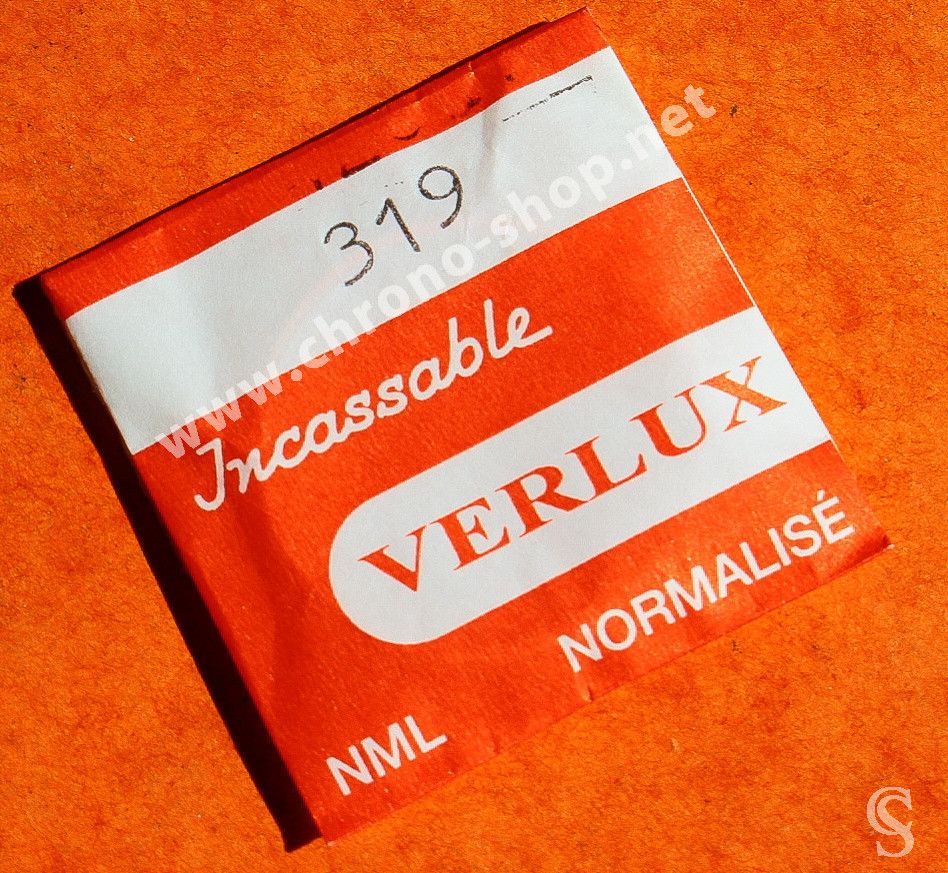 319
www.chrono-shop.net
Incassable
VERLUX
NORMALISÉ
NML